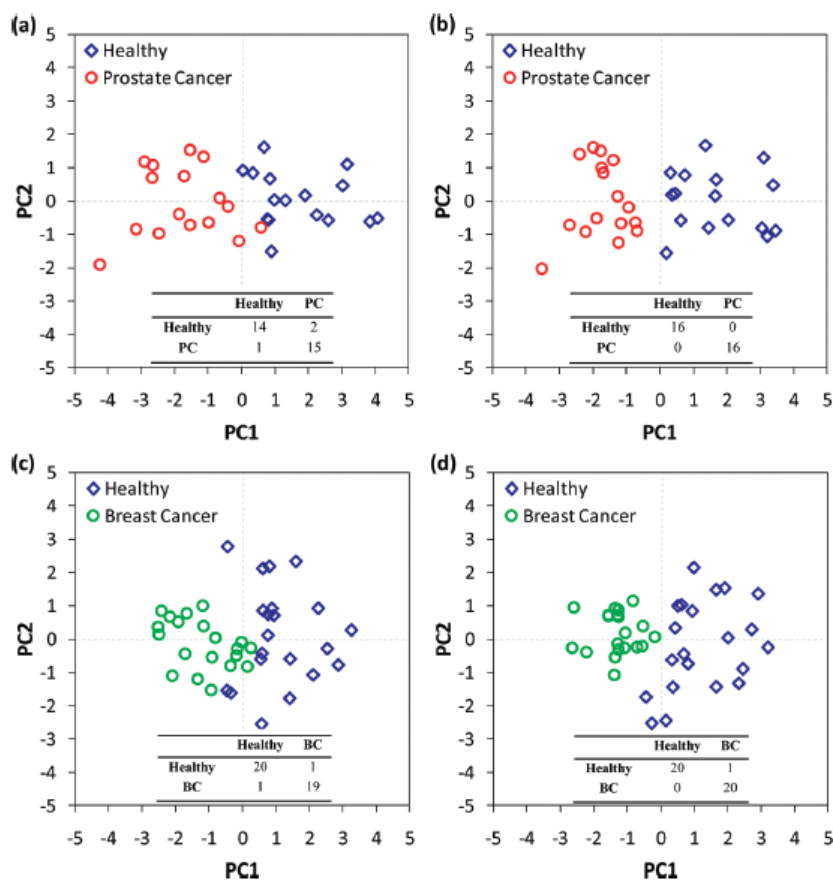 (a)
5
Healthy
4
Prostate Cancer
3
2
1
PC2
0
-1
-2
-3
-4
-5
Healthy PC
Healthy 14 2
PC 1 15
-5 -4 -3 -2 -1 0 1 2 3 4 5
PC1
(b)
5
Healthy
4
Prostate Cancer
3
2
1
PC2
0
-1
-2
-3
-4
-5
Healthy PC
Healthy 16 0
PC 0 16
-5 -4 -3 -2 -1 0 1 2 3 4 5
PC1
(c)
5
Healthy
4
Breast Cancer
3
2
1
PC2
0
-1
-2
-3
-4
-5
Healthy BC
Healthy 20 1
BC 1 19
-5 -4 -3 -2 -1 0 1 2 3 4 5
PC1
(d)
5
Healthy
4
Breast Cancer
3
2
1
PC2
0
-1
-2
-3
-4
-5
Healthy BC
Healthy 20 1
BC 0 20
-5 -4 -3 -2 -1 0 1 2 3 4 5
PC1